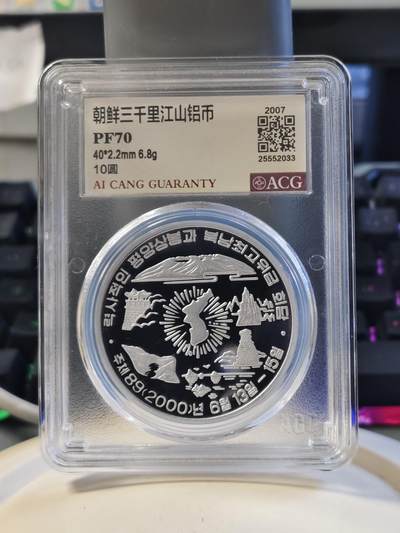 朝鲜三千里江山铝币
2007
PF70
40*2.2mm 6.8g
10圓
25552033
AI CANG GUARANTY
ACG
력사적인 평양상봉과 북남최고위급 회담
주체89(2000)년 6월 13일-15일